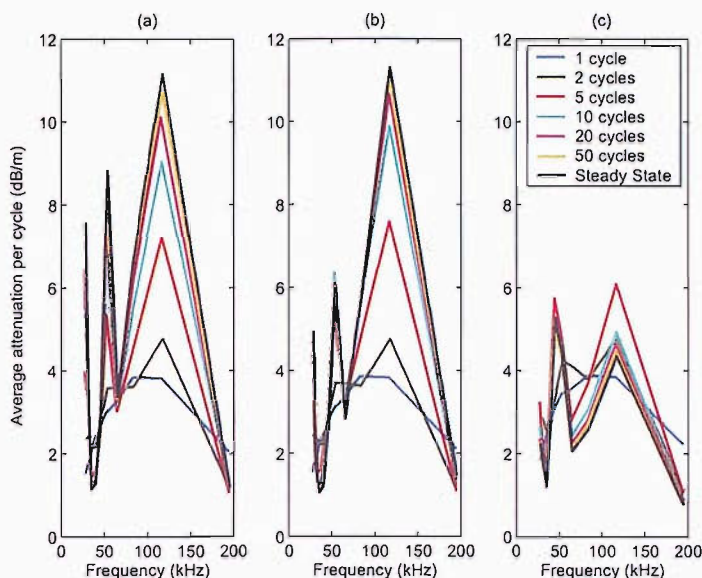 (a)
(b)
(c)
12
10
8
6
4
2
0
Average attenuation per cycle (dB/m)
0 50 100 150 200
Frequency (kHz)
12
10
8
6
4
2
0
0 50 100 150 200
Frequency (kHz)
12
10
8
6
4
2
0
0 50 100 150 200
Frequency (kHz)
1 cycle
2 cycles
5 cycles
10 cycles
20 cycles
50 cycles
Steady State